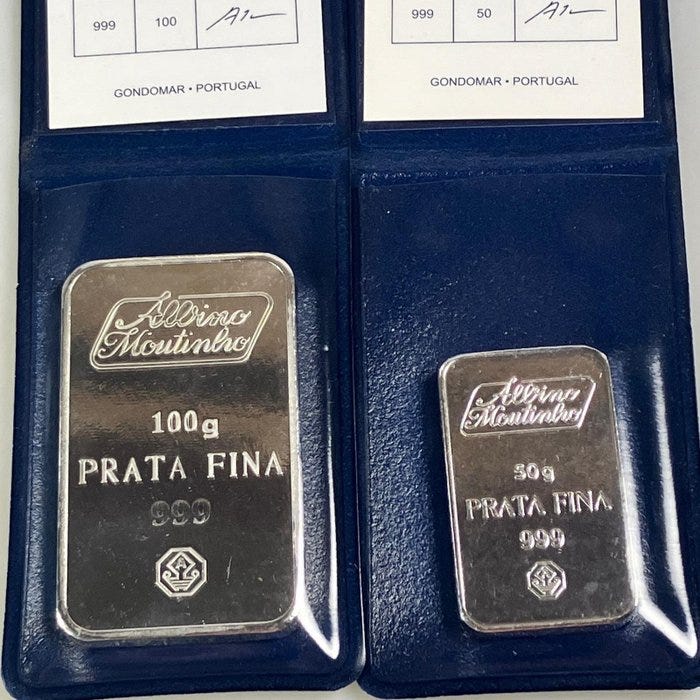 999 100
GONDOMAR • PORTUGAL
Albino
Moutinho
100g
PRATA FINA
999
999 50
GONDOMAR • PORTUGAL
Albino
Moutinho
50g
PRATA FINA
999